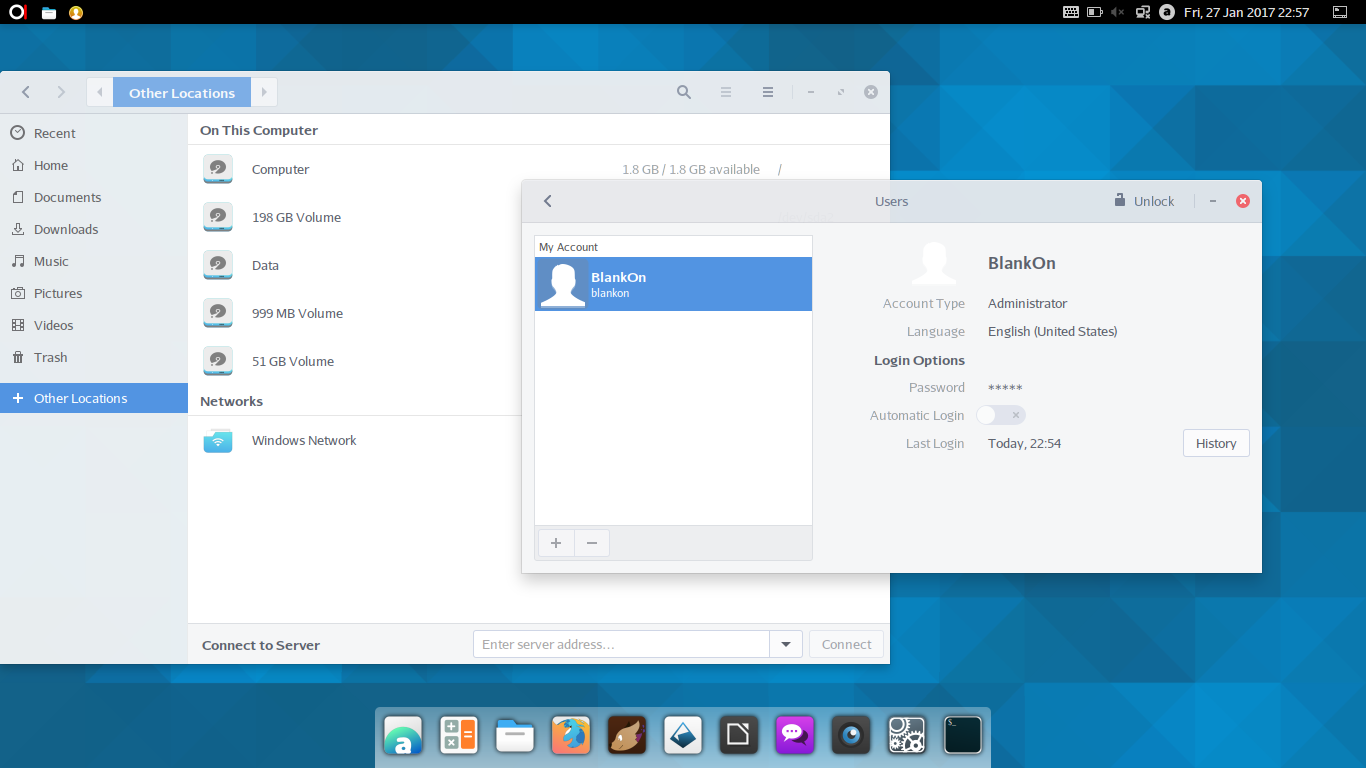 Fri, 27 Jan 2017 22:57
Other Locations
Recent
Home
Documents
Downloads
Music
Pictures
Videos
Trash
Other Locations
On This Computer
Computer 1.8 GB / 1.8 GB available /
198 GB Volume
Data
999 MB Volume
51 GB Volume
Networks
Windows Network
Connect to Server
Enter server address…
Connect
Users
Unlock
My Account
BlankOn
blankon
BlankOn
Account Type Administrator
Language English (United States)
Login Options
Password *****
Automatic Login
Last Login Today, 22:54
History